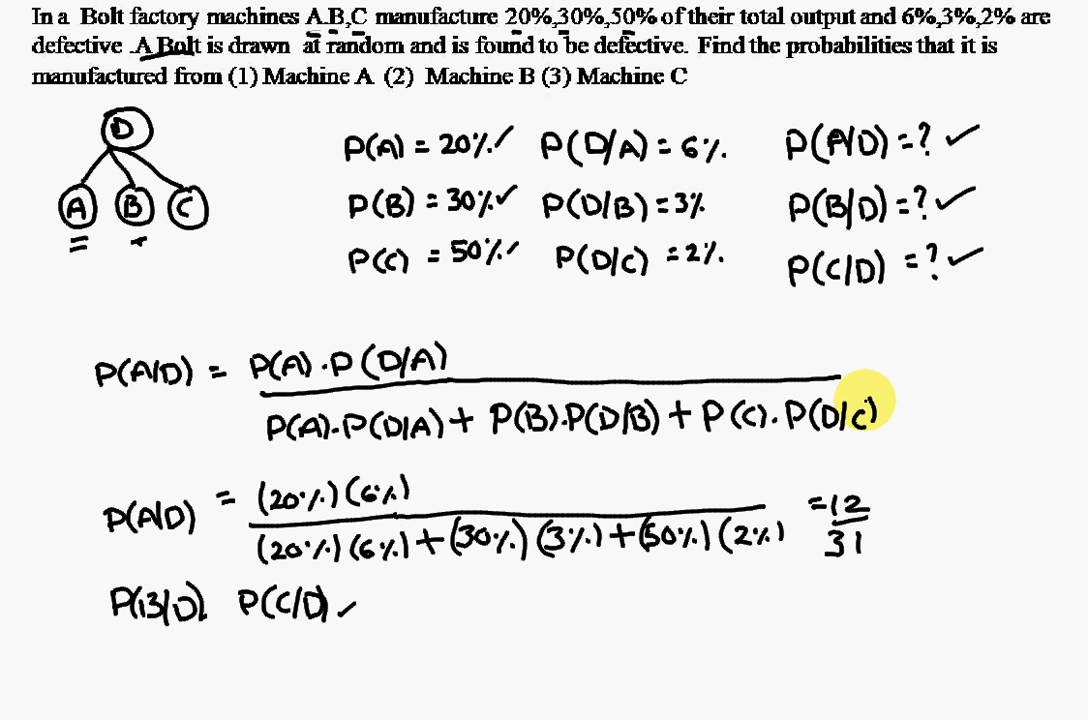 In a Bolt factory machines A,B,C manufacture 20%,30%,50% of their total output and 6%,3%,2% are
defective .A Bolt is drawn at random and is found to be defective. Find the probabilities that it is
manufactured from (1) Machine A (2) Machine B (3) Machine C
D
A B C
P(A) = 20% ✓ P(D/A) = 6% P(A/D) = ? ✓
P(B) = 30% ✓ P(D/B) = 3% P(B/D) = ? ✓
P(C) = 50% ✓ P(D/C) = 2% P(C/D) = ? ✓
P(A/D) = P(A).P(D/A)
P(A).P(D/A) + P(B).P(D/B) + P(C).P(D/C)
P(A/D) = (20%)(6%) = 12
(20%)(6%) + (30%)(3%) + (50%)(2%) 31
P(B/D). P(C/D) ✓